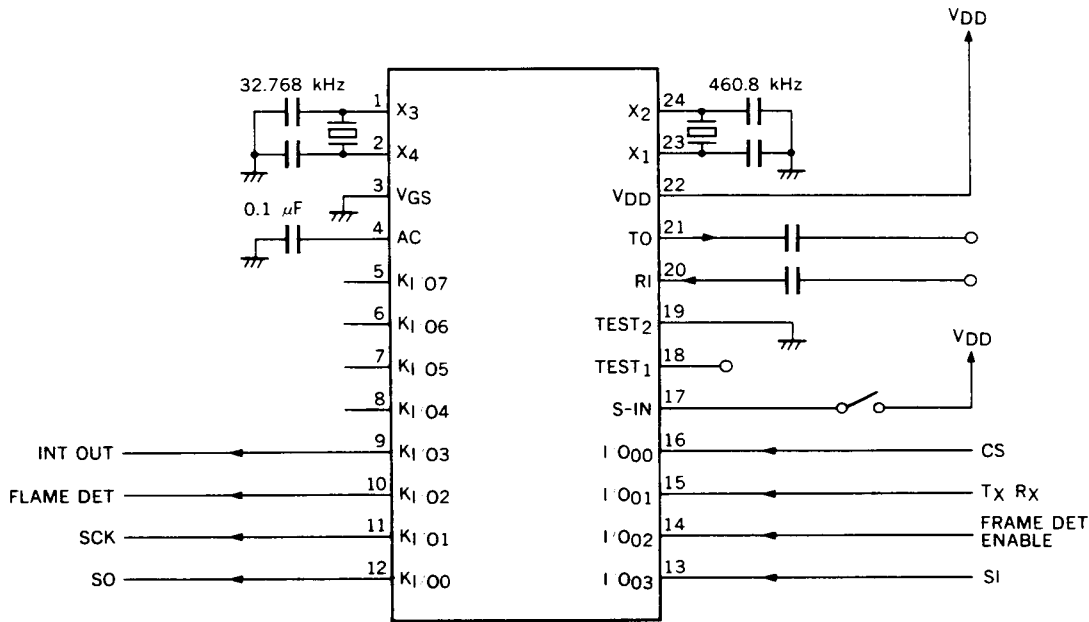 VDD
32.768 kHz
460.8 kHz
1 X3
X2 24
2 X4
X1 23
3 VGS
VDD 22
0.1 μF
4 AC
TO 21
5 KI/O7
RI 20
6 KI/O6
TEST2 19
7 KI/O5
TEST1 18
VDD
8 KI/O4
S-IN 17
INT OUT 9 KI/O3
I/O00 16 CS
FLAME DET 10 KI/O2
I/O01 15 TX RX
SCK 11 KI/O1
I/O02 14 FRAME DET
ENABLE
SO 12 KI/O0
I/O03 13 SI